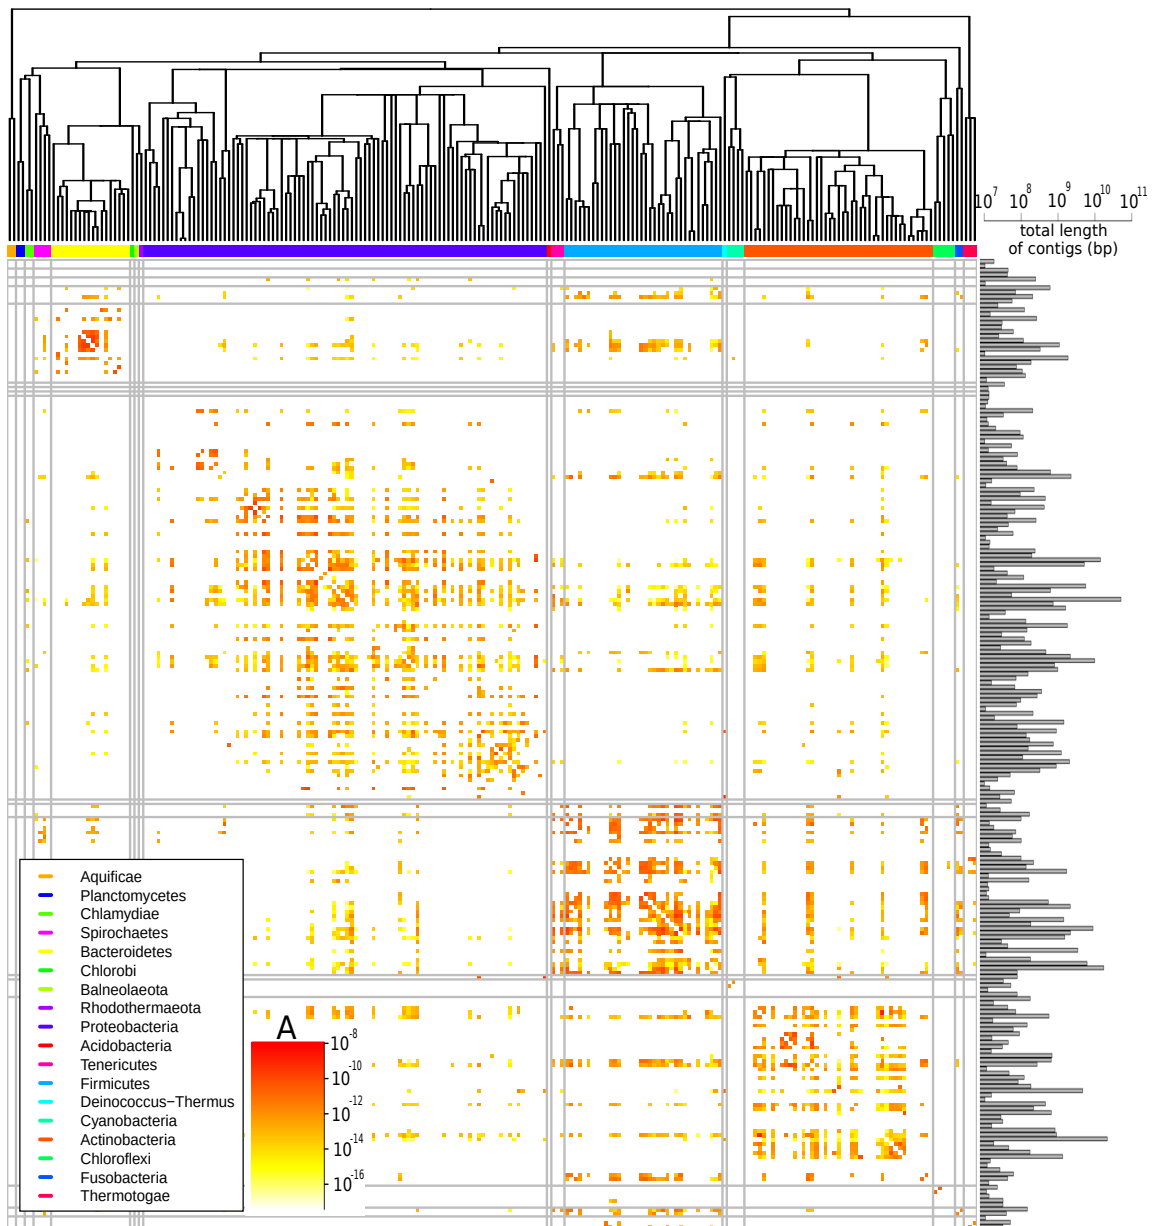 10^7 10^8 10^9 10^10 10^11
total length
of contigs (bp)
Aquificae
Planctomycetes
Chlamydiae
Spirochaetes
Bacteroidetes
Chlorobi
Balneolaeota
Rhodothermaeota
Proteobacteria
Acidobacteria
Tenericutes
Firmicutes
Deinococcus−Thermus
Cyanobacteria
Actinobacteria
Chloroflexi
Fusobacteria
Thermotogae
A
10^-8
10^-10
10^-12
10^-14
10^-16